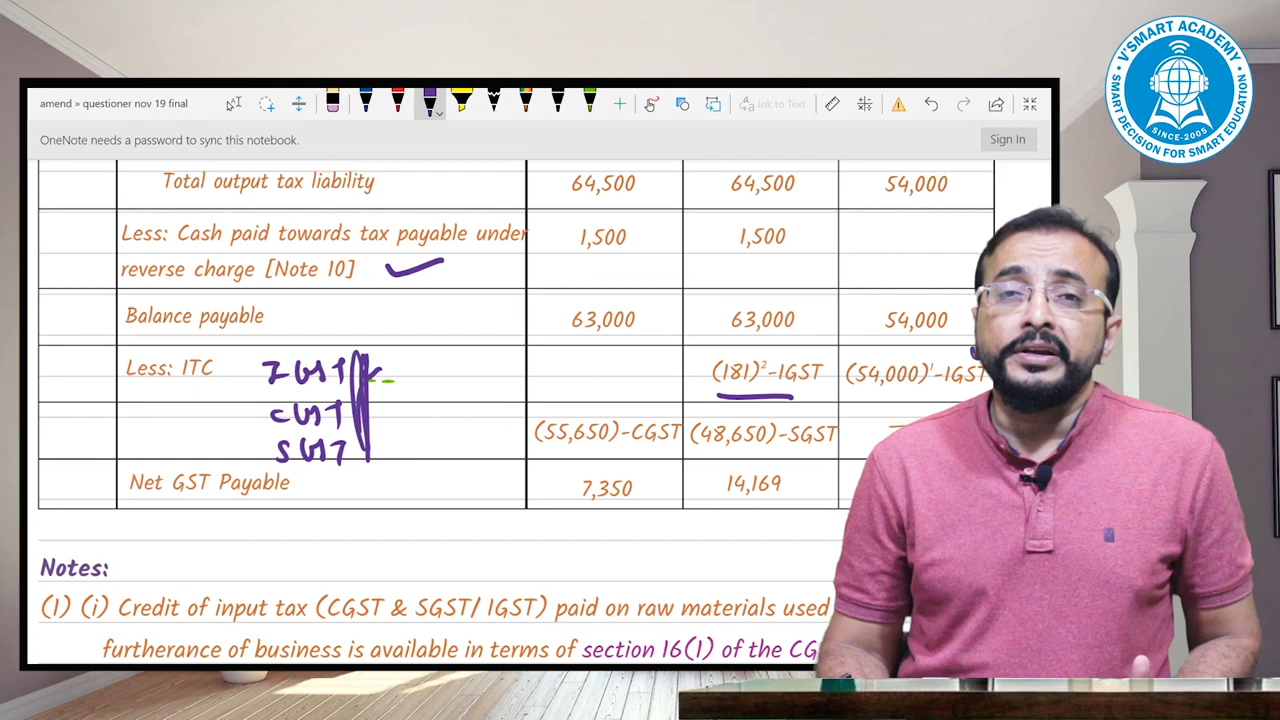 V'SMART ACADEMY
SMART DECISION FOR SMART EDUCATION
SINCE-2005
amend » questioner nov 19 final
Ink to Text
OneNote needs a password to sync this notebook.
Sign In
Total output tax liability 64,500 64,500 54,000
Less: Cash paid towards tax payable under 1,500 1,500
reverse charge [Note 10]
Balance payable 63,000 63,000 54,000
Less: ITC IGST (181)²-IGST (54,000)¹-IGST
CGST
(55,650)-CGST (48,650)-SGST –
SGST
Net GST Payable 7,350 14,169
Notes:
(1) (i) Credit of input tax (CGST & SGST/ IGST) paid on raw materials used
furtherance of business is available in terms of section 16(1) of the CG